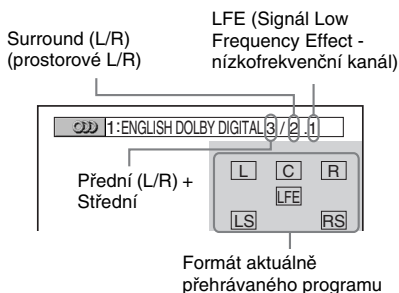 LFE (Signál Low
Frequency Effect -
nízkofrekvenční kanál)
Surround (L/R)
(prostorové L/R)
1:ENGLISH DOLBY DIGITAL 3 / 2 .1
Přední (L/R) +
Střední
L C R
LFE
LS RS
Formát aktuálně
přehrávaného programu